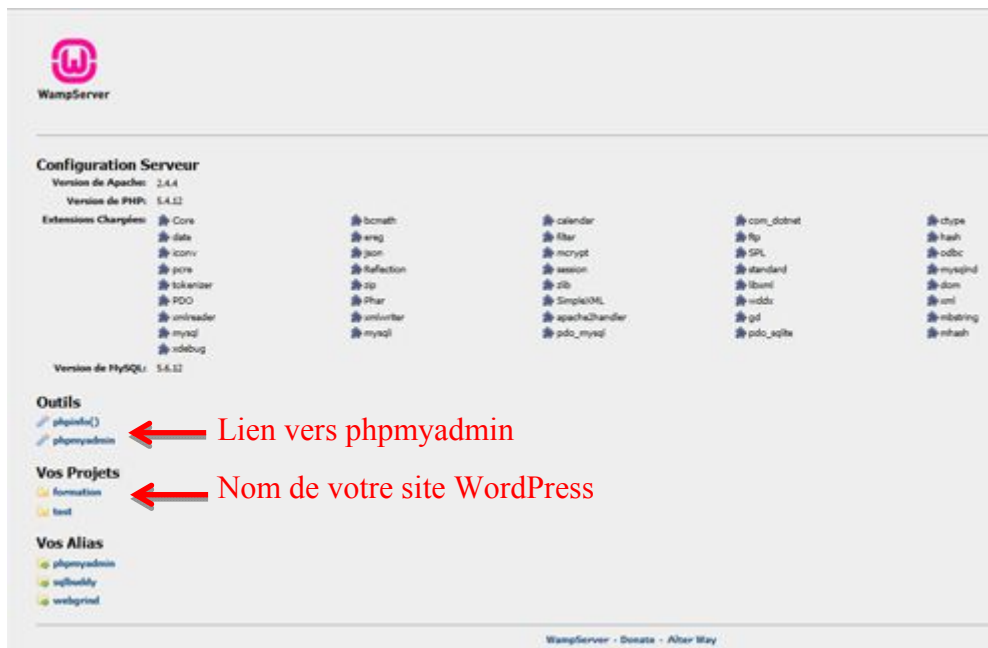 WampServer
Configuration Serveur
Version de Apache: 2.4.4
Version de PHP: 5.4.12
Extensions Chargées: Core bcmath calendar com_dotnet ctype
date ereg filter ftp hash
iconv json mcrypt SPL odbc
pcre Reflection session standard mysqlnd
tokenizer zip zlib libxml dom
PDO Phar SimpleXML wddx xml
xmlreader xmlwriter apache2handler gd mbstring
mysql mysqli pdo_mysql pdo_sqlite mhash
xdebug
Version de MySQL: 5.6.12
Outils
phpinfo()
phpmyadmin Lien vers phpmyadmin
Vos Projets
formation Nom de votre site WordPress
test
Vos Alias
phpmyadmin
sqlbuddy
webgrind
WampServer - Donate - Alter Way